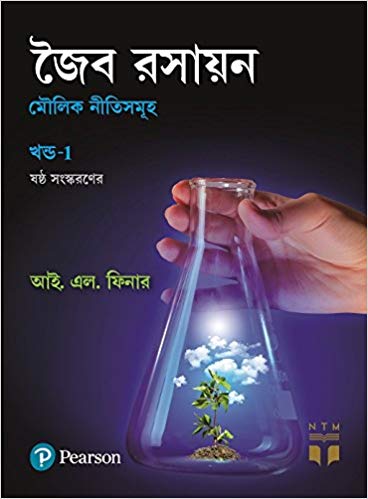 জৈব রসায়ন
মৌলিক নীতিসমূহ
খন্ড-1
ষষ্ঠ সংস্করণের
আই. এল. ফিনার
NTM
Pearson